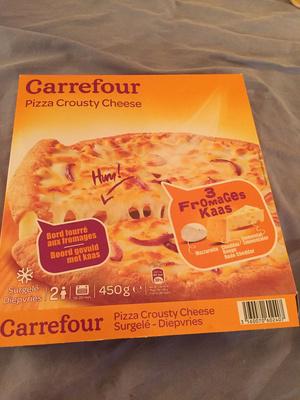 Carrefour
Pizza Crousty Cheese
Hum!
3
FROMAGES
KAAS
Mozzarella
Emmental
Bord fourré
aux fromages
Boord gevuld
met kaas
Surgelé
Diepvries
2
450g e
Carrefour
Pizza Crousty Cheese
Surgelé - Diepvries